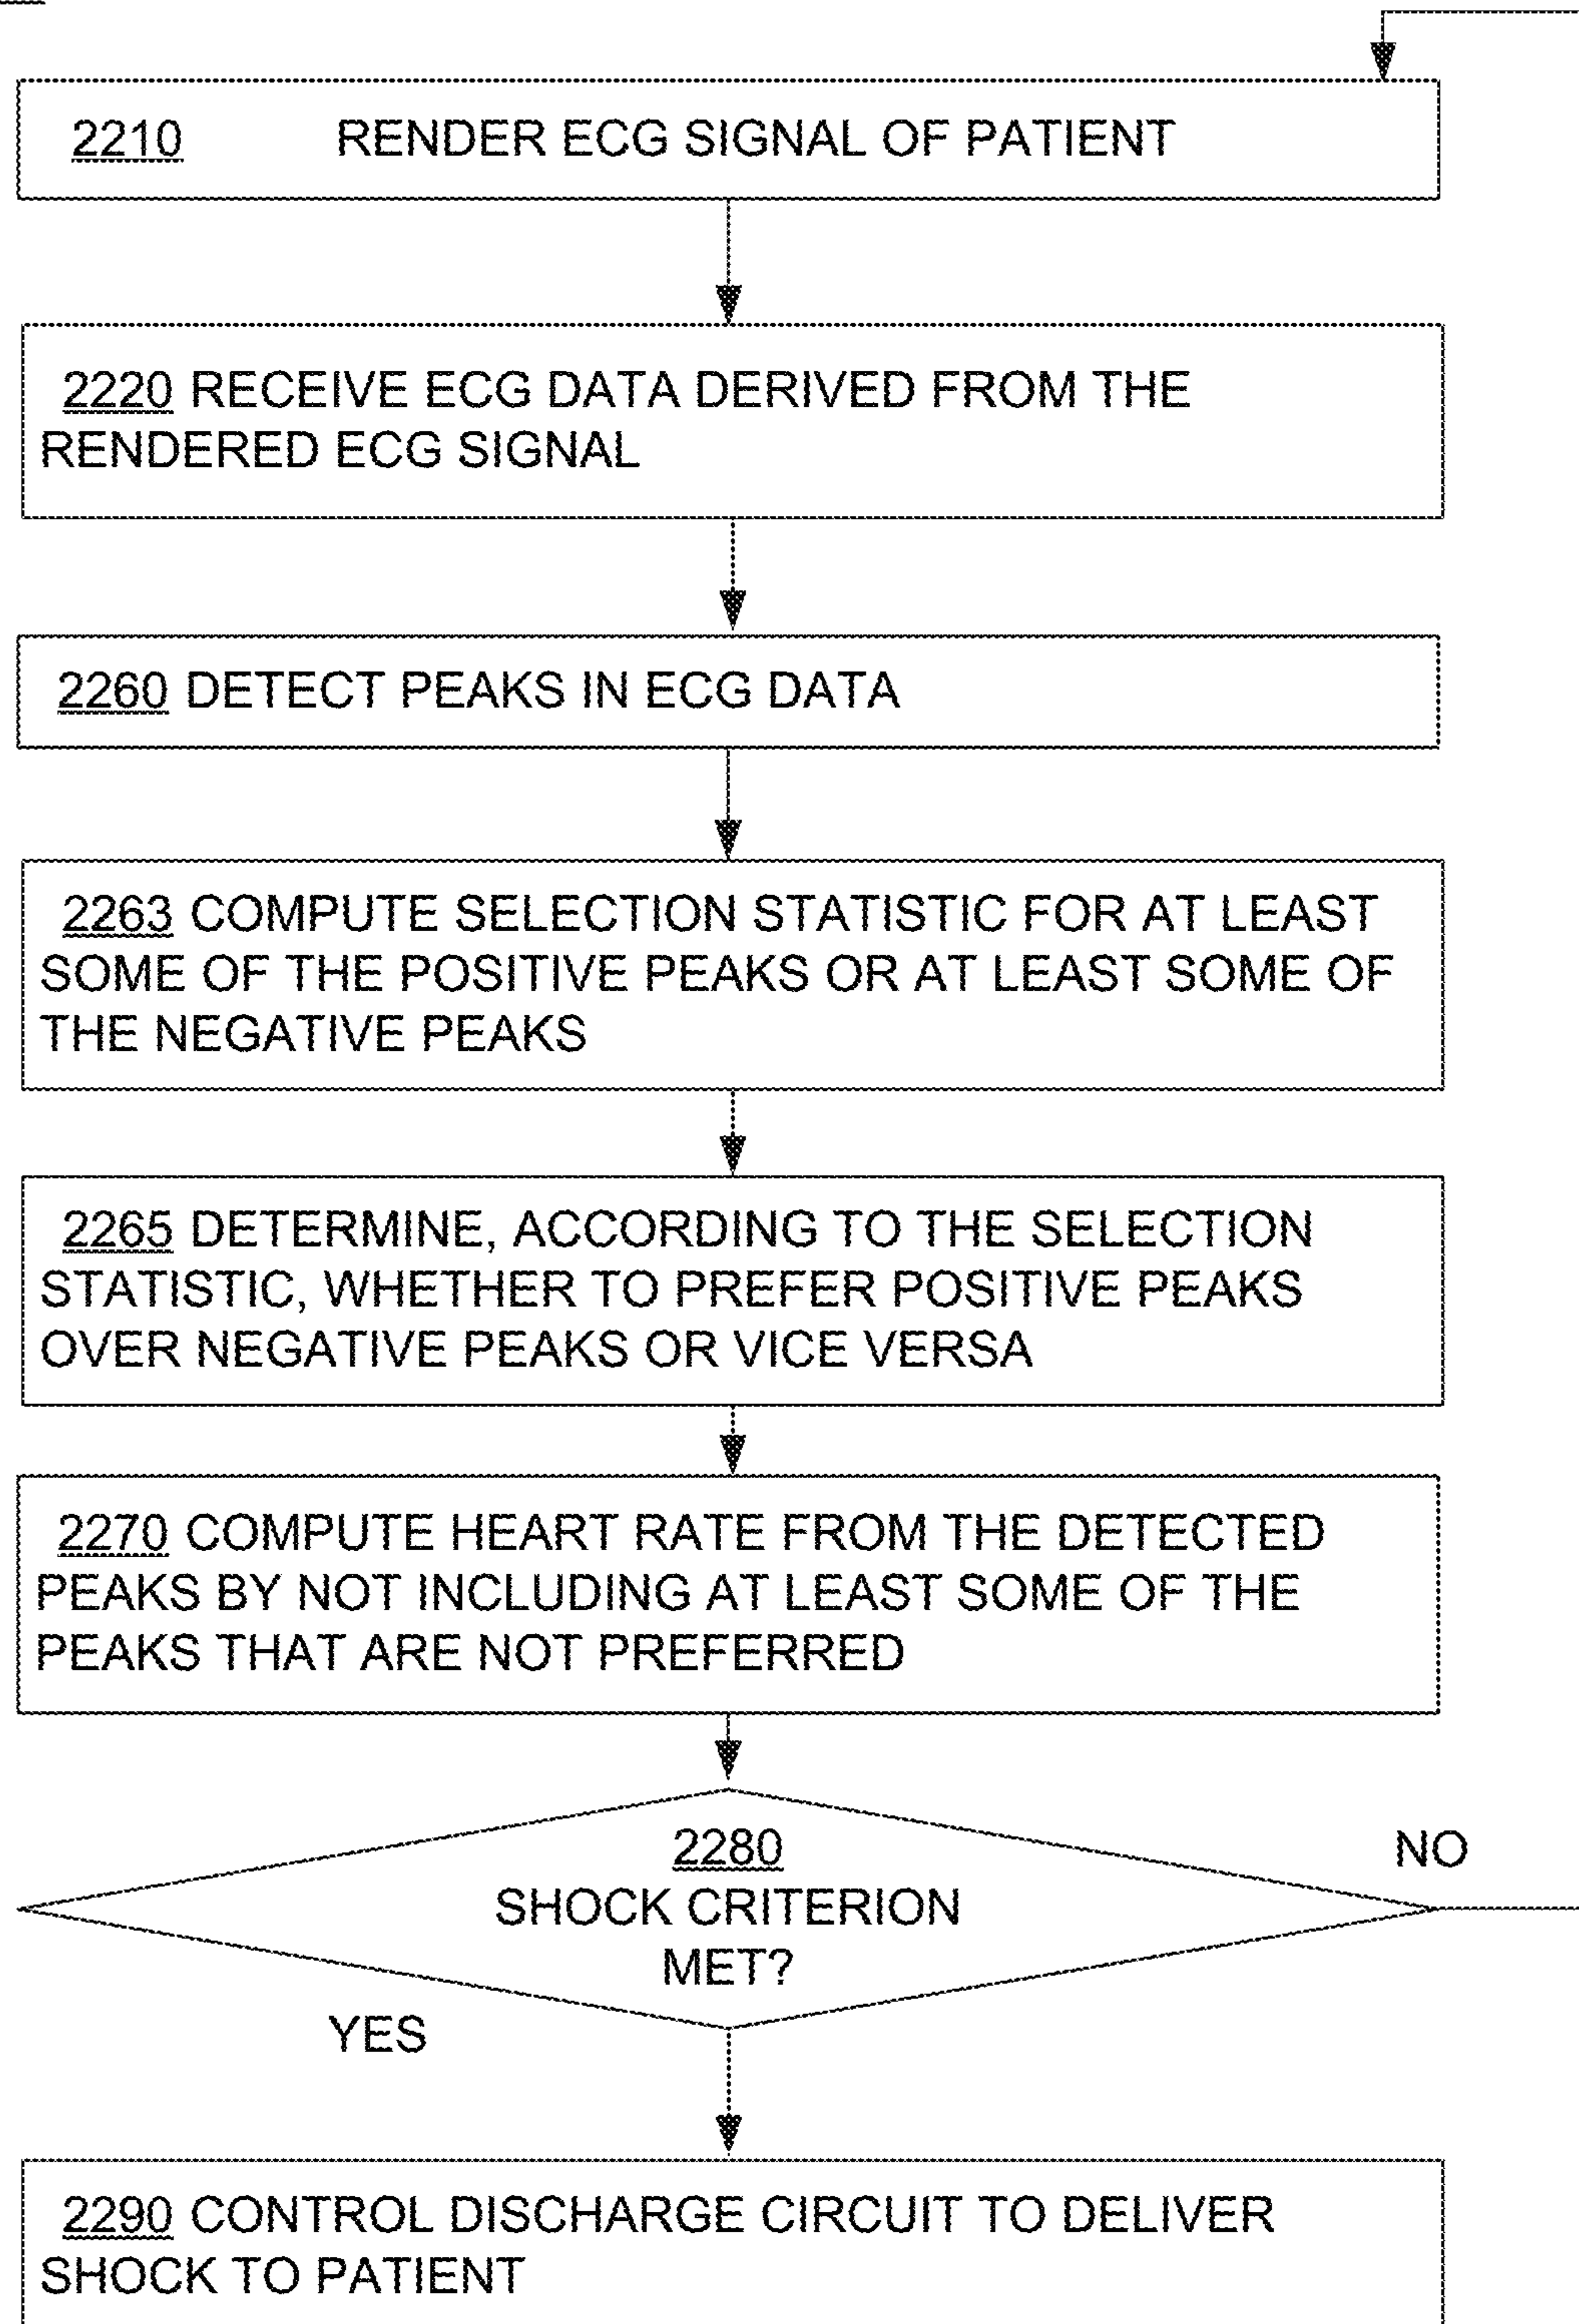 2210 RENDER ECG SIGNAL OF PATIENT
2220 RECEIVE ECG DATA DERIVED FROM THE
RENDERED ECG SIGNAL
2260 DETECT PEAKS IN ECG DATA
2263 COMPUTE SELECTION STATISTIC FOR AT LEAST
SOME OF THE POSITIVE PEAKS OR AT LEAST SOME OF
THE NEGATIVE PEAKS
2265 DETERMINE, ACCORDING TO THE SELECTION
STATISTIC, WHETHER TO PREFER POSITIVE PEAKS
OVER NEGATIVE PEAKS OR VICE VERSA
2270 COMPUTE HEART RATE FROM THE DETECTED
PEAKS BY NOT INCLUDING AT LEAST SOME OF THE
PEAKS THAT ARE NOT PREFERRED
2280
SHOCK CRITERION
MET?
NO
YES
2290 CONTROL DISCHARGE CIRCUIT TO DELIVER
SHOCK TO PATIENT